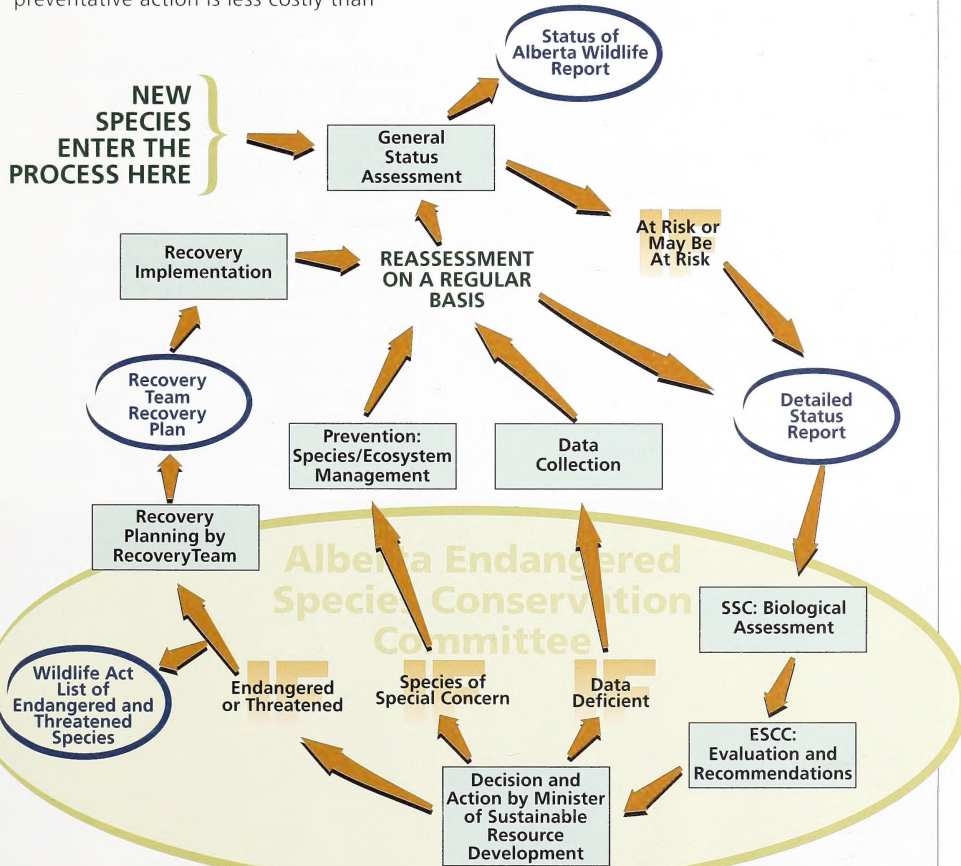 preventative action is less costly than
Status of
Alberta Wildlife
Report
NEW
SPECIES
ENTER THE
PROCESS HERE
General
Status
Assessment
At Risk or
May Be
At Risk
IF
Recovery
Implementation
REASSESSMENT
ON A REGULAR
BASIS
Recovery
Team
Recovery
Plan
Detailed
Status
Report
Prevention:
Species/Ecosystem
Management
Data
Collection
Recovery
Planning by
RecoveryTeam
Alberta Endangered
Species Conservation
Committee
SSC: Biological
Assessment
Wildlife Act
List of
Endangered and
Threatened
Species
IF
Endangered
or Threatened
IF
Species of
Special Concern
IF
Data
Deficient
ESCC:
Evaluation and
Recommendations
Decision and
Action by Minister
of Sustainable
Resource
Development